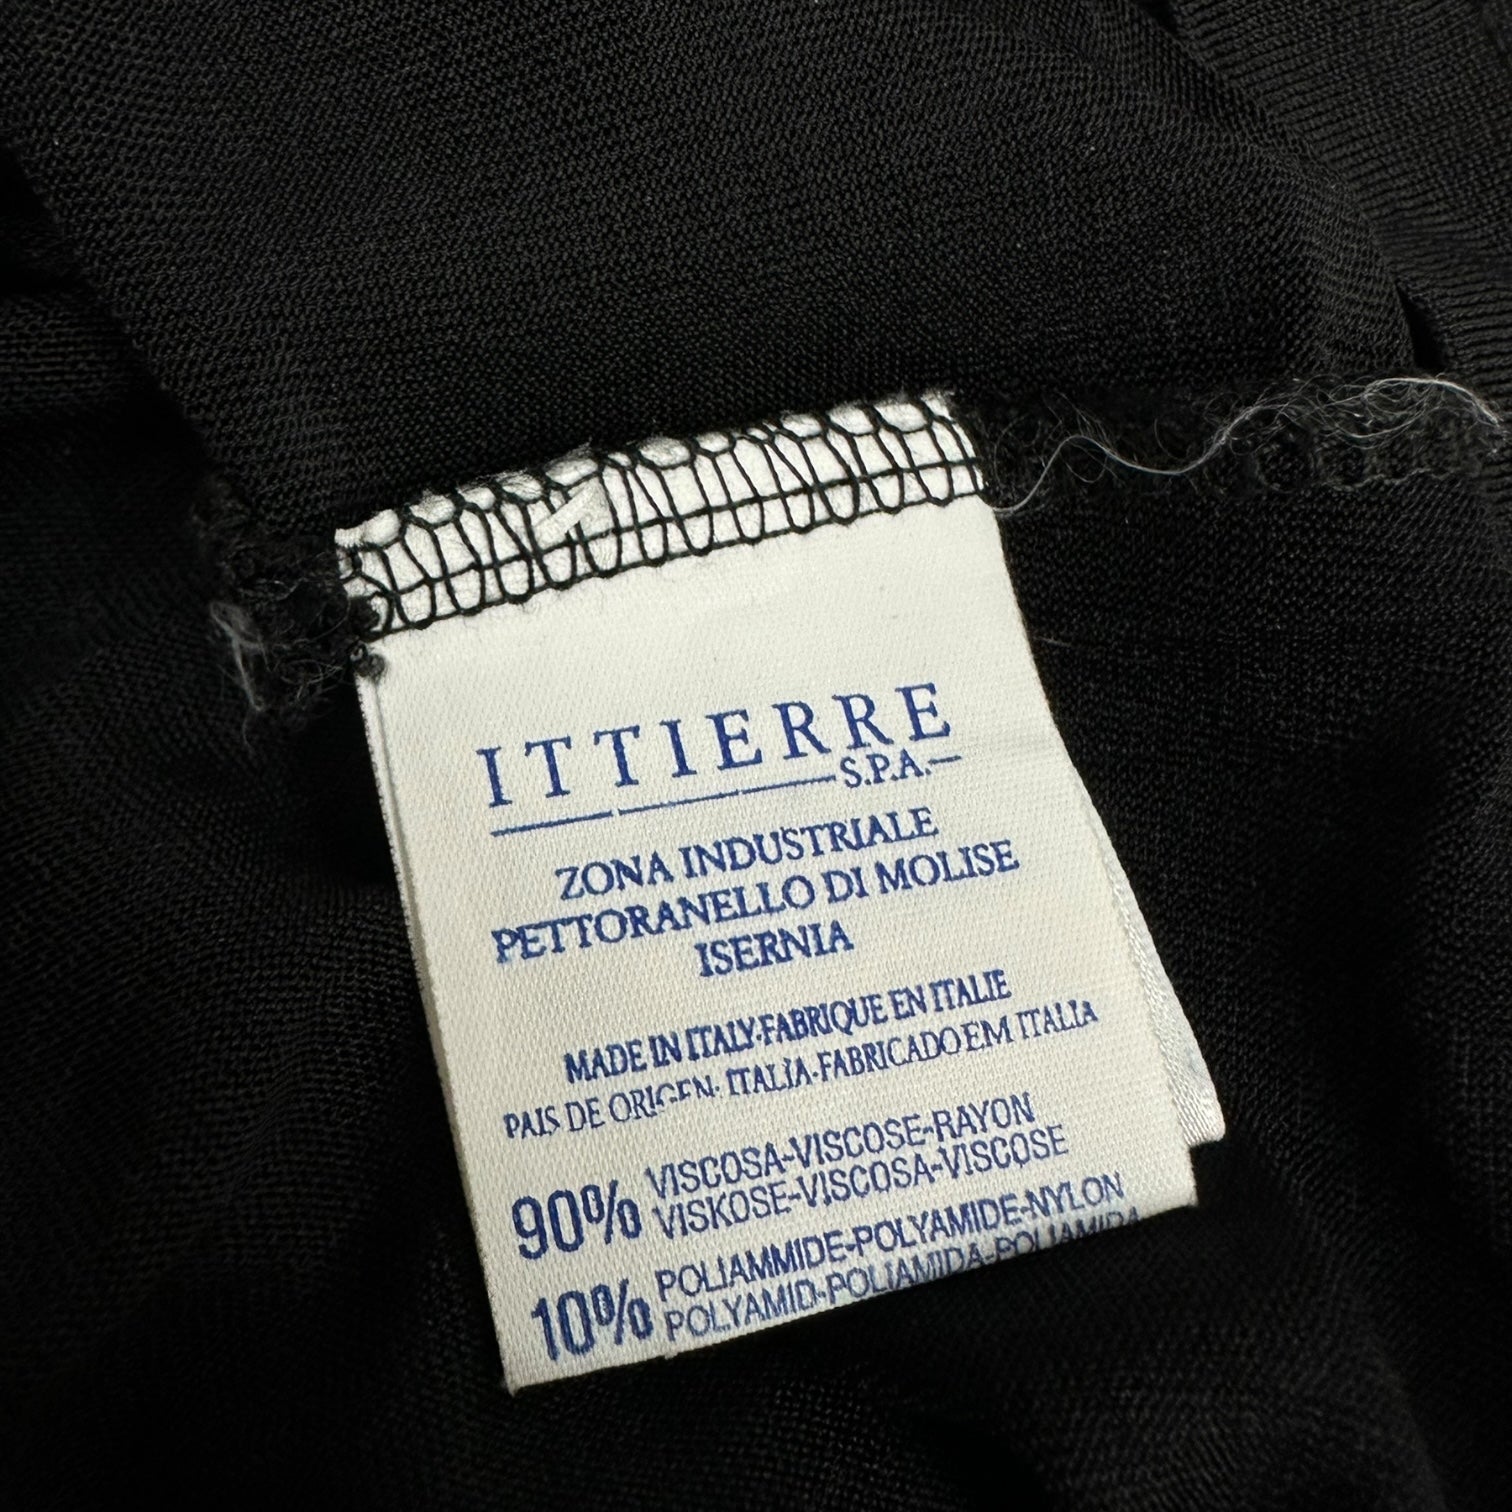 ITTIERRE
S.P.A.
ZONA INDUSTRIALE
PETTORANELLO DI MOLISE
ISERNIA
MADE IN ITALY-FABRIQUE EN ITALIE
PAIS DE ORIGEN: ITALIA-FABRICADO EM ITALIA
90% VISCOSA-VISCOSE-RAYON
VISKOSE-VISCOSA-VISCOSE
10% POLIAMMIDE-POLYAMIDE-NYLON
POLYAMID-POLIAMIDA-POLIAMIDA